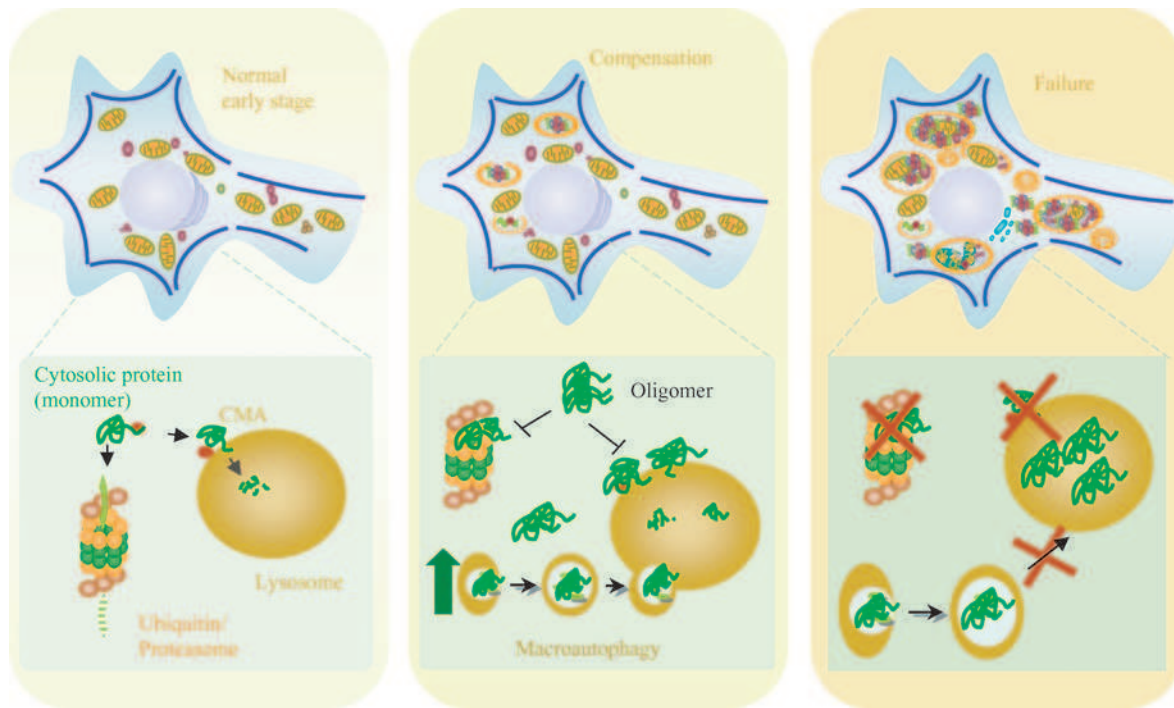 Normal
early stage
Cytosolic protein
(monomer)
CMA
Lysosome
Ubiquitin/
Proteasome
Compensation
Oligomer
Macroautophagy
Failure